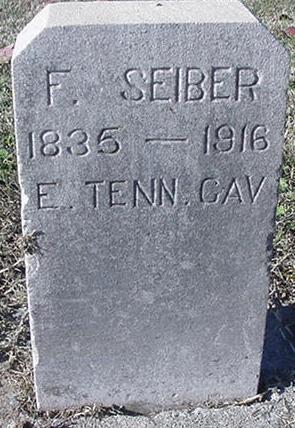 F. SEIBER
1835 — 1916
E. TENN. CAV